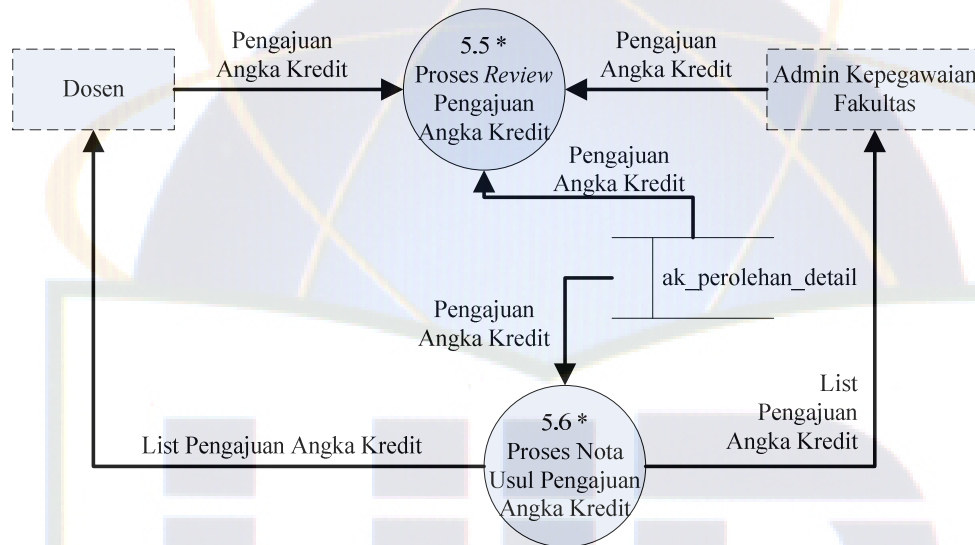 Pengajuan
Angka Kredit
5.5 *
Proses Review
Pengajuan
Angka Kredit
Pengajuan
Angka Kredit
Dosen
Admin Kepegawaian
Fakultas
Pengajuan
Angka Kredit
ak_perolehan_detail
Pengajuan
Angka Kredit
List
Pengajuan
Angka Kredit
List Pengajuan Angka Kredit
5.6 *
Proses Nota
Usul Pengajuan
Angka Kredit